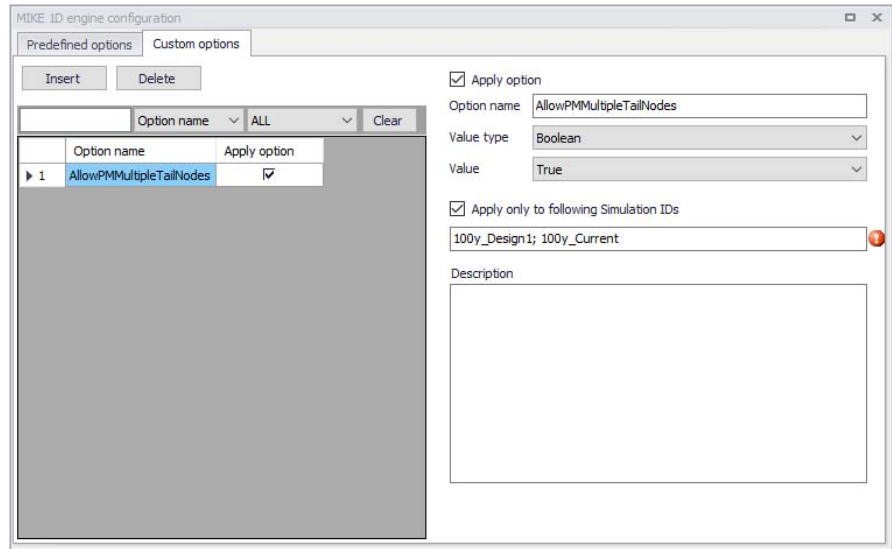 MIKE 1D engine configuration
Predefined options
Custom options
Insert
Delete
Option name
ALL
Clear
Option name
Apply option
1
AllowPMMultipleTailNodes
Apply option
Option name
AllowPMMultipleTailNodes
Value type
Boolean
Value
True
Apply only to following Simulation IDs
100y_Design1; 100y_Current
Description